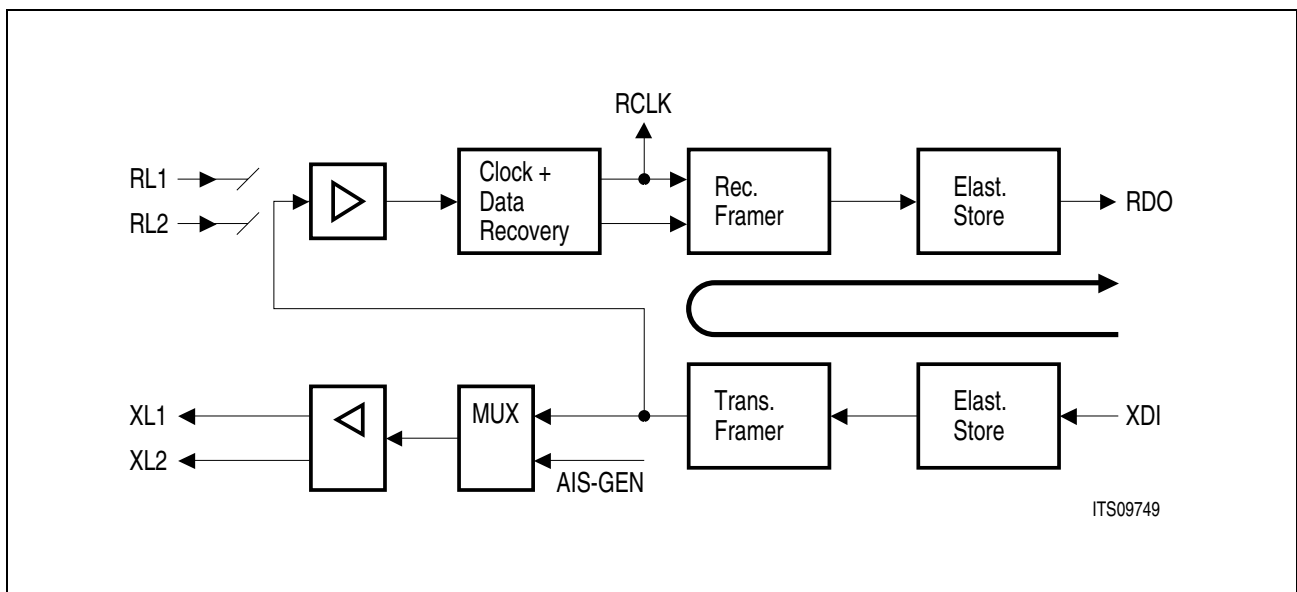 RCLK
RL1
RL2
Clock +
Data
Recovery
Rec.
Framer
Elast.
Store
RDO
XL1
XL2
MUX
AIS-GEN
Trans.
Framer
Elast.
Store
XDI
ITS09749